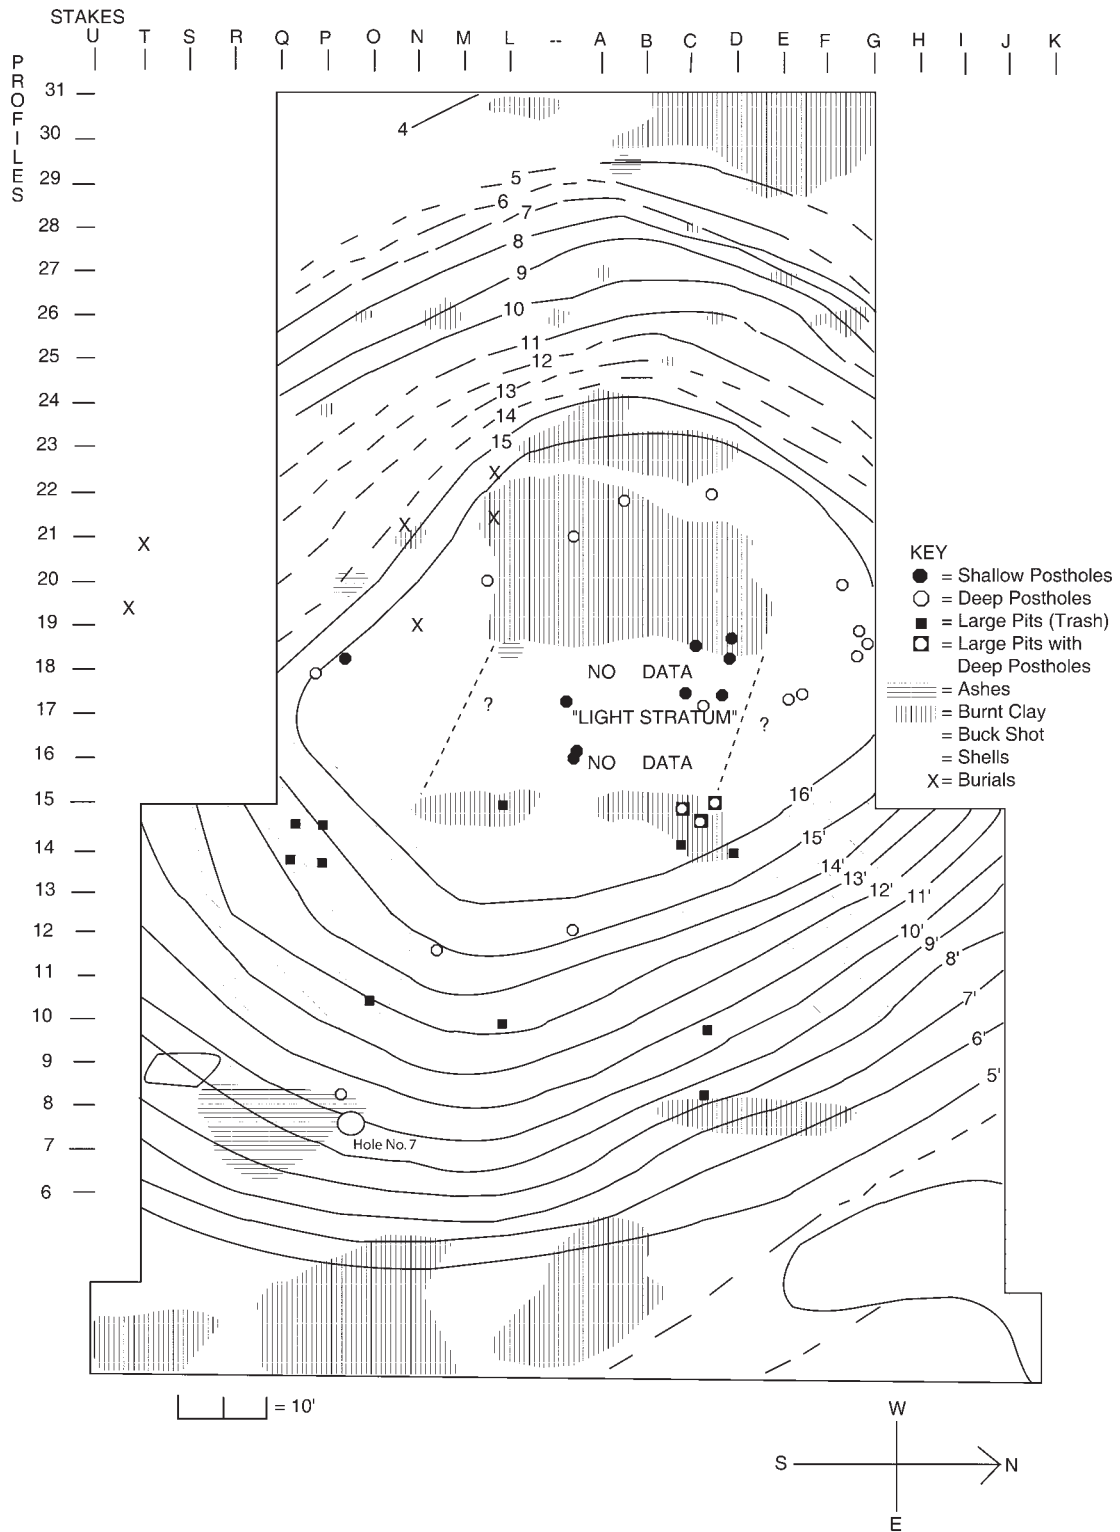 STAKES
U T S R Q P O N M L -- A B C D E F G H I J K
PROFILES
31
30
29
28
27
26
25
24
23
22
21
20
19
18
17
16
15
14
13
12
11
10
9
8
7
6
4
5
6
7
8
9
10
11
12
13
14
15
X
X
X
X
X
X
NO DATA
?
"LIGHT STRATUM"
?
NO DATA
16'
15'
14'
13'
12'
11'
10'
9'
8'
7'
6'
5'
Hole No. 7
KEY
= Shallow Postholes
= Deep Postholes
= Large Pits (Trash)
= Large Pits with
Deep Postholes
= Ashes
= Burnt Clay
= Buck Shot
= Shells
X = Burials
= 10'
W
S N
E